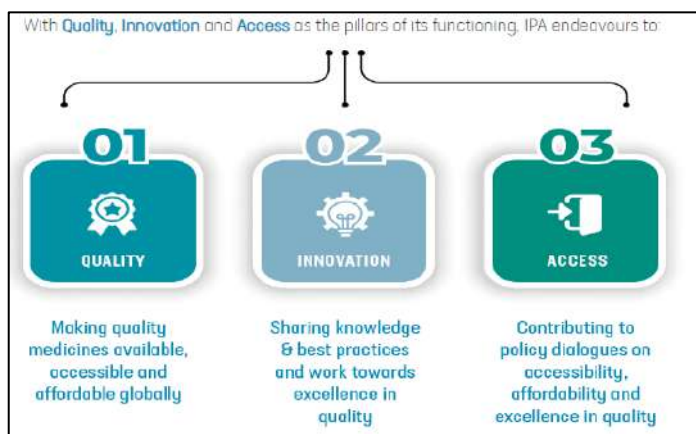 With Quality, Innovation and Access as the pillars of its functioning, IPA endeavours to:
01
QUALITY
Making quality
medicines available,
accessible and
affordable globally
02
INNOVATION
Sharing knowledge
& best practices
and work towards
excellence in
quality
03
ACCESS
Contributing to
policy dialogues on
accessibility,
affordability and
excellence in quality